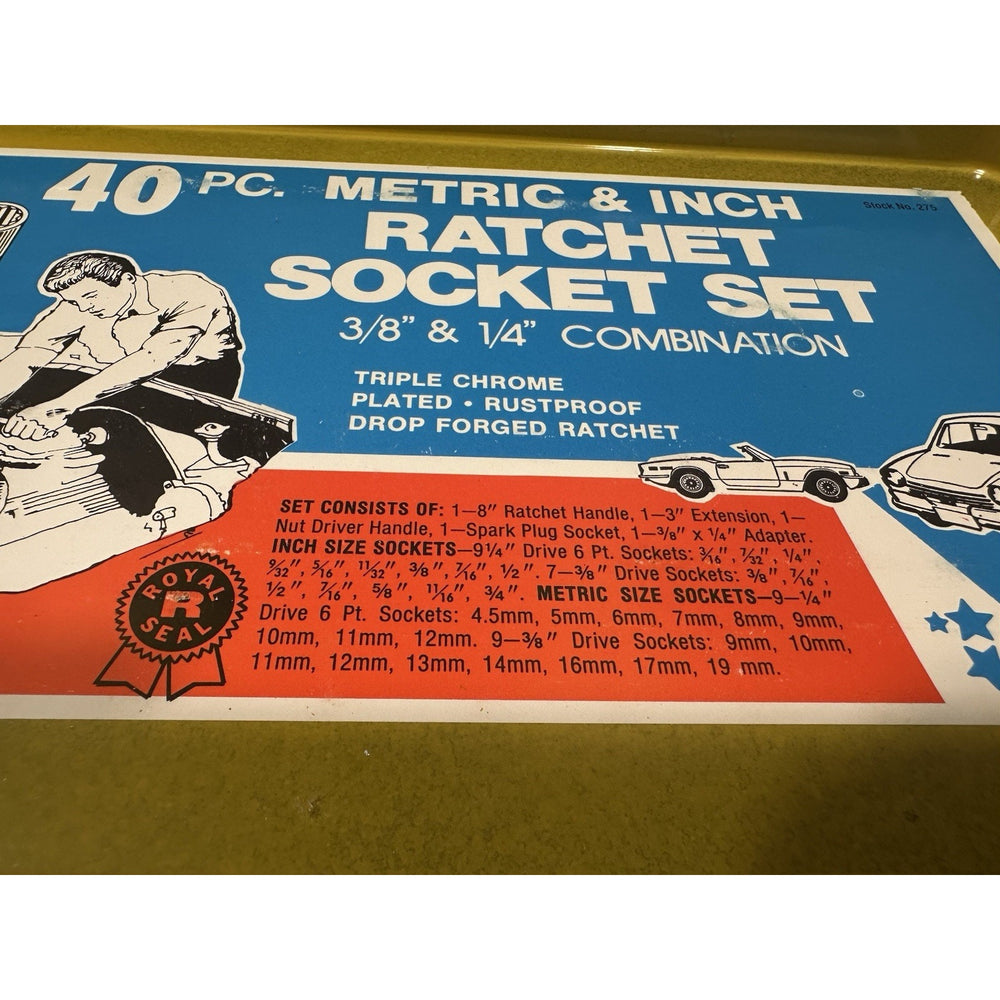 40 PC. METRIC & INCH
Stock No. 275
RATCHET
SOCKET SET
3/8” & 1/4” COMBINATION
TRIPLE CHROME
PLATED • RUSTPROOF
DROP FORGED RATCHET
SET CONSISTS OF: 1—8” Ratchet Handle, 1—3” Extension, 1—
Nut Driver Handle, 1—Spark Plug Socket, 1—3/8” x 1/4” Adapter.
INCH SIZE SOCKETS—9 1/4” Drive 6 Pt. Sockets: 3/16”, 7/32”, 1/4”,
9/32”, 5/16”, 11/32”, 3/8”, 7/16”, 1/2”. 7—3/8” Drive Sockets: 3/8”, 7/16”,
1/2”, 7/16”, 5/8”, 11/16”, 3/4”. METRIC SIZE SOCKETS—9—1/4”
Drive 6 Pt. Sockets: 4.5mm, 5mm, 6mm, 7mm, 8mm, 9mm,
10mm, 11mm, 12mm. 9—3/8” Drive Sockets: 9mm, 10mm,
11mm, 12mm, 13mm, 14mm, 16mm, 17mm, 19 mm.
ROYAL
R
SEAL